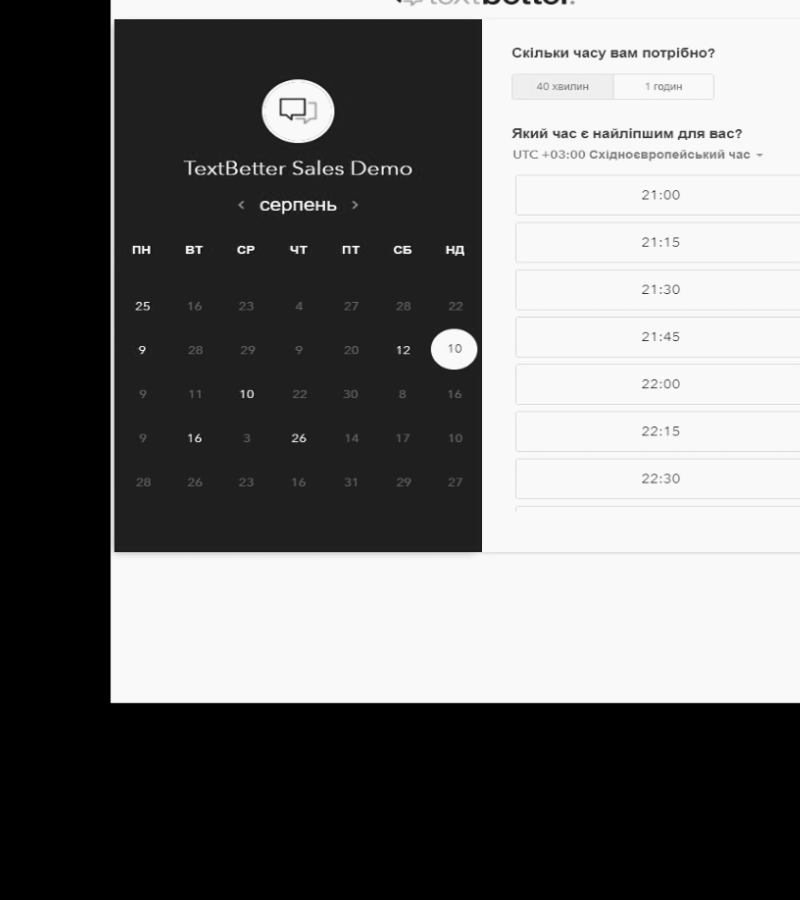 textbetter.
TextBetter Sales Demo
< серпень >
ПН ВТ СР ЧТ ПТ СБ НД
25 16 23 4 27 28 22
9 28 29 9 20 12 10
9 11 10 22 30 8 16
9 16 3 26 14 17 10
28 26 23 16 31 29 27
Скільки часу вам потрібно?
40 хвилин 1 годин
Який час є найліпшим для вас?
UTC +03:00 Східноєвропейський час
21:00
21:15
21:30
21:45
22:00
22:15
22:30